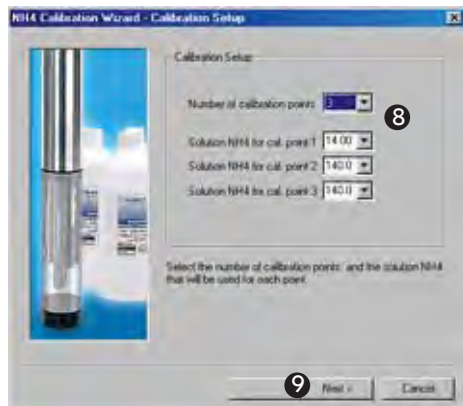 NH4 Calibration Wizard - Calibration Setup
Calibration Setup
Number of calibration points 3
8
Solution NH4 for cal. point 1 14.00
Solution NH4 for cal. point 2 140.0
Solution NH4 for cal. point 3 140.0
Select the number of calibration points and the solution NH4
that will be used for each point.
9
Next >
Cancel